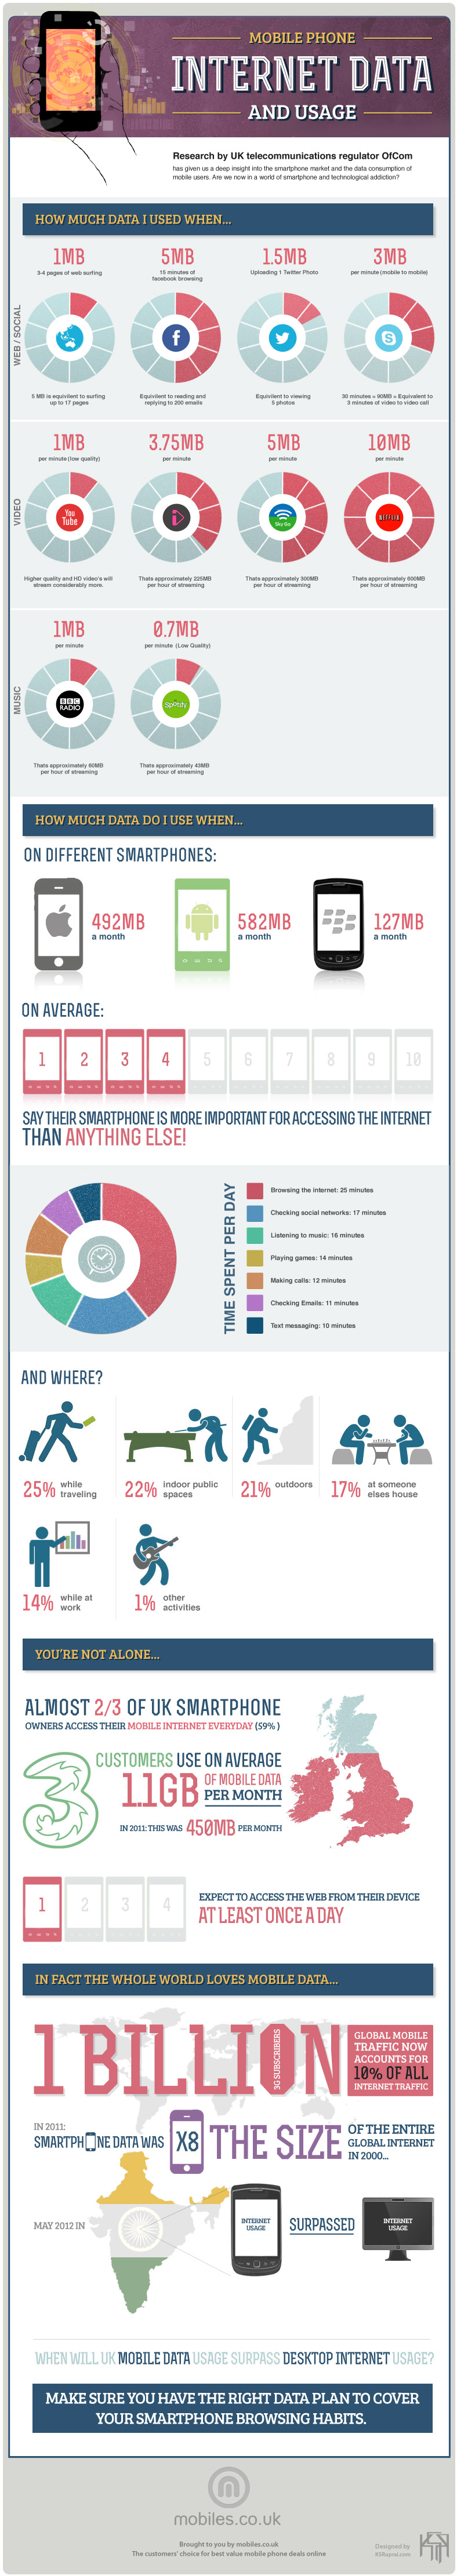 MOBILE PHONE
INTERNET DATA
AND USAGE
Research by UK telecommunications regulator OfCom
has given us a deep insight into the smartphone market and the data consumption of
mobile users. Are we now in a world of smartphone and technological addiction?
HOW MUCH DATA I USED WHEN...
WEB / SOCIAL
1MB
3-4 pages of web surfing
5 MB is equivilent to surfing
up to 17 pages
5MB
15 minutes of
facebook browsing
f
Equivilent to reading and
replying to 200 emails
1.5MB
Uploading 1 Twitter Photo
Equivilent to viewing
5 photos
3MB
per minute (mobile to mobile)
S
30 minutes = 90MB = Equivalent to
3 minutes of video to video call
VIDEO
1MB
per minute (low quality)
You
Tube
Higher quality and HD video's will
stream considerably more.
3.75MB
per minute
Thats approximately 225MB
per hour of streaming
5MB
per minute
Sky Go
Thats approximately 300MB
per hour of streaming
10MB
per minute
NETFLIX
Thats approximately 600MB
per hour of streaming
MUSIC
1MB
per minute
BBC
RADIO
Thats approximately 60MB
per hour of streaming
0.7MB
per minute (Low Quality)
Spotify
Thats approximately 43MB
per hour of streaming
HOW MUCH DATA DO I USE WHEN...
ON DIFFERENT SMARTPHONES:
492MB
a month
582MB
a month
127MB
a month
ON AVERAGE:
1 2 3 4 5 6 7 8 9 10
SAY THEIR SMARTPHONE IS MORE IMPORTANT FOR ACCESSING THE INTERNET
THAN ANYTHING ELSE!
TIME SPENT PER DAY
Browsing the internet: 25 minutes
Checking social networks: 17 minutes
Listening to music: 16 minutes
Playing games: 14 minutes
Making calls: 12 minutes
Checking Emails: 11 minutes
Text messaging: 10 minutes
AND WHERE?
25% while
traveling
22% indoor public
spaces
21% outdoors
17% at someone
elses house
14% while at
work
1% other
activities
YOU'RE NOT ALONE...
ALMOST 2/3 OF UK SMARTPHONE
OWNERS ACCESS THEIR MOBILE INTERNET EVERYDAY (59% )
3
CUSTOMERS USE ON AVERAGE
1.1GB OF MOBILE DATA
PER MONTH
IN 2011: THIS WAS 450MB PER MONTH
1 2 3 4
EXPECT TO ACCESS THE WEB FROM THEIR DEVICE
AT LEAST ONCE A DAY
IN FACT THE WHOLE WORLD LOVES MOBILE DATA...
1 BILLION
3G SUBSCRIBERS
GLOBAL MOBILE
TRAFFIC NOW
ACCOUNTS FOR
10% OF ALL
INTERNET TRAFFIC
IN 2011:
SMARTPHONE DATA WAS X8 THE SIZE
OF THE ENTIRE
GLOBAL INTERNET
IN 2000...
MAY 2012 IN
INTERNET
USAGE
SURPASSED
INTERNET
USAGE
WHEN WILL UK MOBILE DATA USAGE SURPASS DESKTOP INTERNET USAGE?
MAKE SURE YOU HAVE THE RIGHT DATA PLAN TO COVER
YOUR SMARTPHONE BROWSING HABITS.
mobiles.co.uk
Brought to you by mobiles.co.uk
The customers' choice for best value mobile phone deals online
Designed by